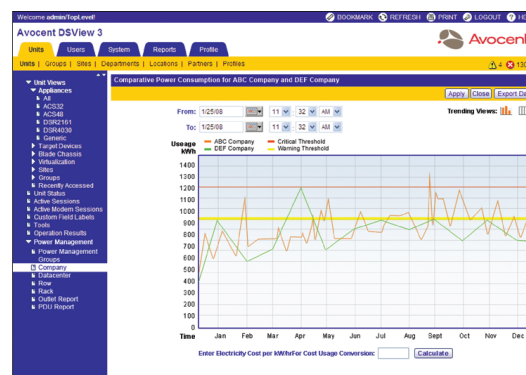 Welcome admin/TopLevel!
BOOKMARK REFRESH PRINT LOGOUT
Avocent DSView 3
Avocent
Units Users System Reports Profile
Units | Groups | Sites | Departments | Locations | Partners | Profiles
4 130
Unit Views
Appliances
All
ACS32
ACS48
DSR2161
DSR4030
Generic
Target Devices
Blade Chassis
Virtualization
Sites
Groups
Recently Accessed
Unit Status
Active Sessions
Active Modem Sessions
Custom Field Labels
Tools
Operation Results
Power Management
Power Management
Groups
Company
Datacenter
Row
Rack
Outlet Report
PDU Report
Comparative Power Consumption for ABC Company and DEF Company
Apply Close Export Da
From: 1/25/08 11 32 AM
Trending Views:
To: 1/25/08 11 32 AM
Useage
kWh
ABC Company Critical Threshold
DEF Company Warning Threshold
1400
1300
1200
1100
1000
900
800
700
600
500
400
300
200
100
0
Time Jan Feb Mar Apr May Jun Jul Aug Sept Oct Nov Dec
Enter Electricity Cost per kW/hrFor Cost Usage Conversion: Calculate